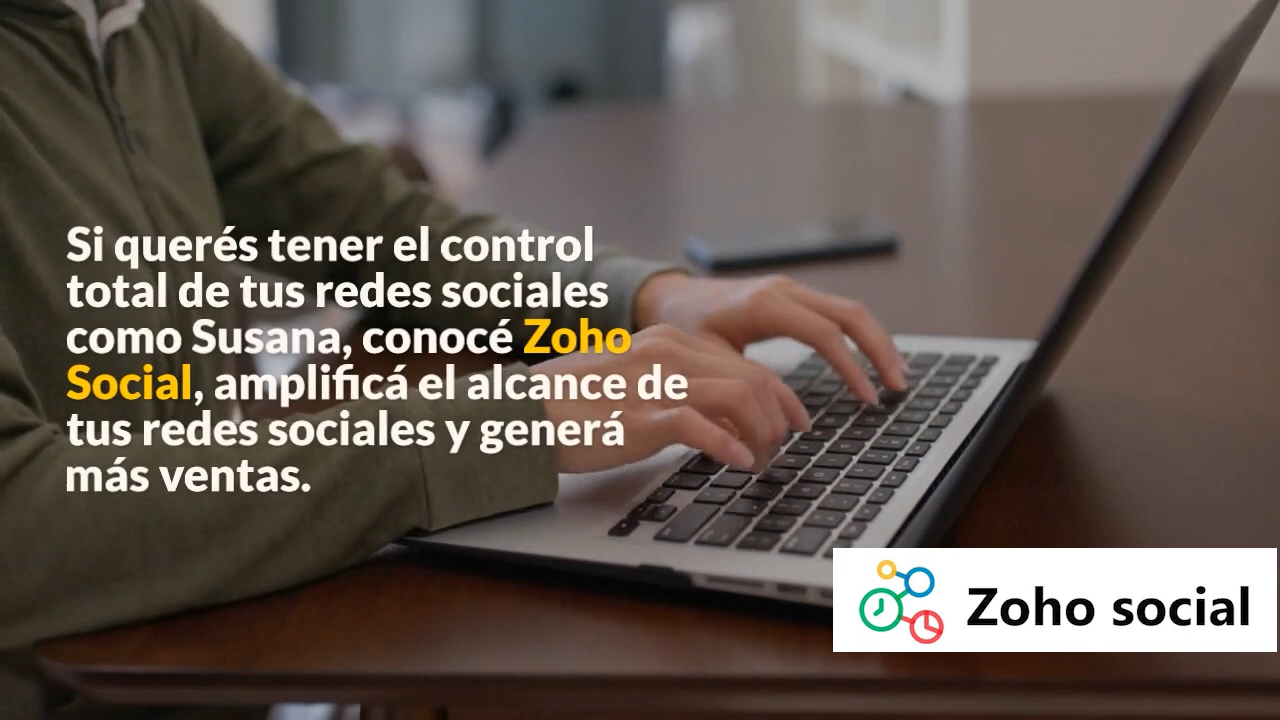 Si querés tener el control
total de tus redes sociales
como Susana, conocé Zoho
Social, amplificá el alcance de
tus redes sociales y generá
más ventas.
Zoho social